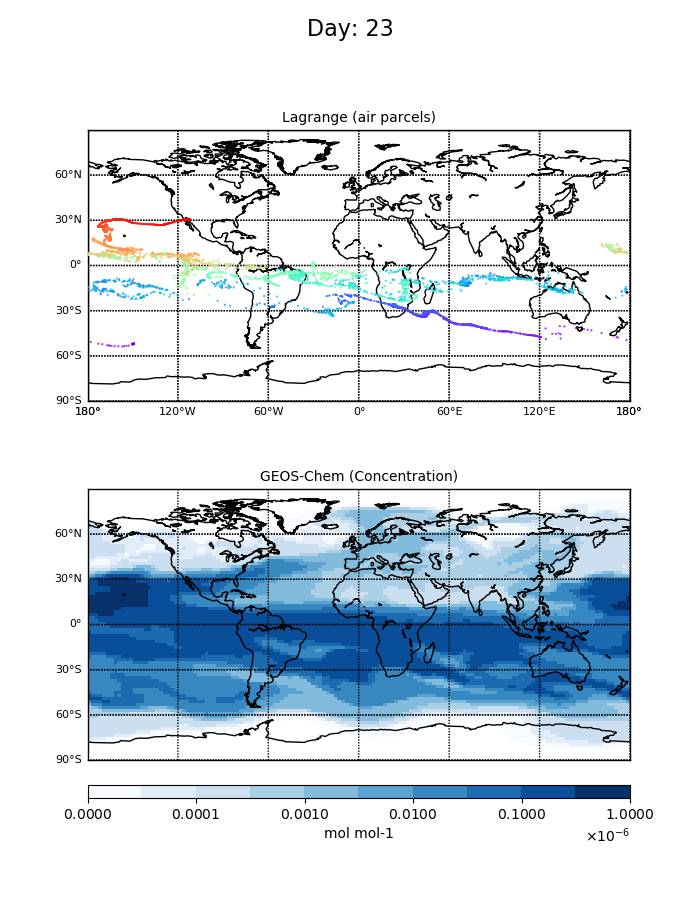 Day: 23
Lagrange (air parcels)
60°N
30°N
0°
30°S
60°S
90°S
180° 120°W 60°W 0° 60°E 120°E 180°
GEOS-Chem (Concentration)
60°N
30°N
0°
30°S
60°S
90°S
0.0000 0.0001 0.0010 0.0100 0.1000 1.0000
mol mol-1 ×10⁻⁶